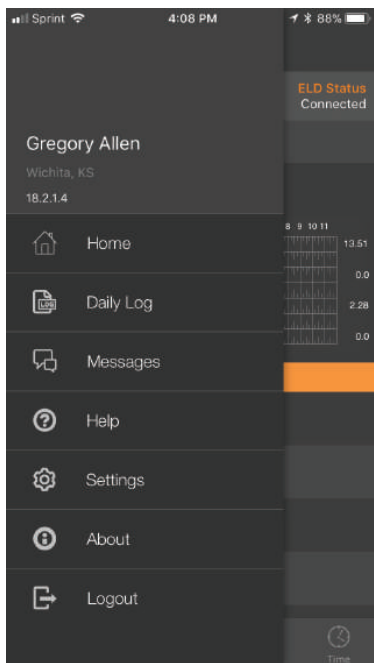 Sprint 4:08 PM 88%
ELD Status
Connected
Gregory Allen
Wichita, KS
18.2.1.4
8 9 10 11
13.51
0.0
2.28
0.0
Home
LOG Daily Log
Messages
Help
Settings
About
Logout
Time